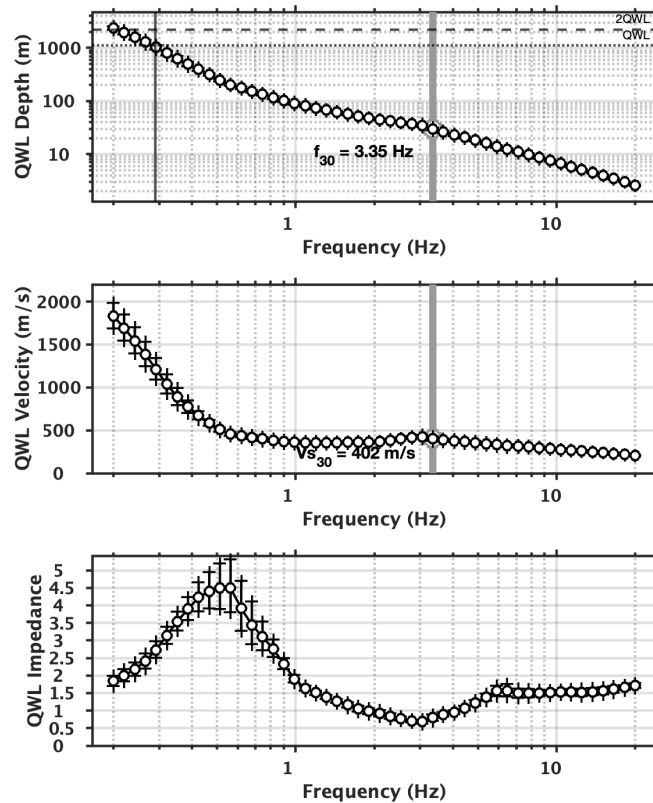 2QWL
QWL
1000
100
10
QWL Depth (m)
f_30 = 3.35 Hz
1
10
Frequency (Hz)
2000
1500
1000
500
0
QWL Velocity (m/s)
Vs_30 = 402 m/s
1
10
Frequency (Hz)
5
4.5
4
3.5
3
2.5
2
1.5
1
0.5
0
QWL Impedance
1
10
Frequency (Hz)